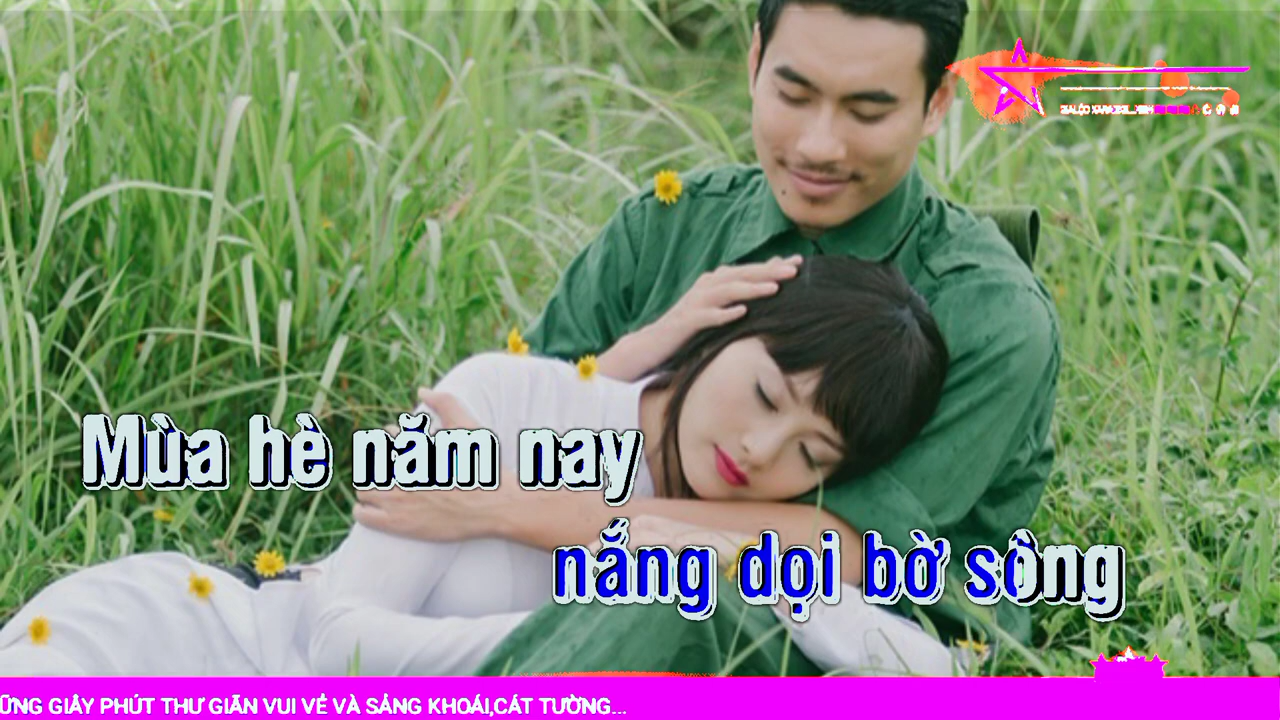 Mùa hè năm nay
nắng dọi bờ sông
ỮNG GIÂY PHÚT THƯ GIÃN VUI VẺ VÀ SẢNG KHOÁI,CÁT TƯỜNG...